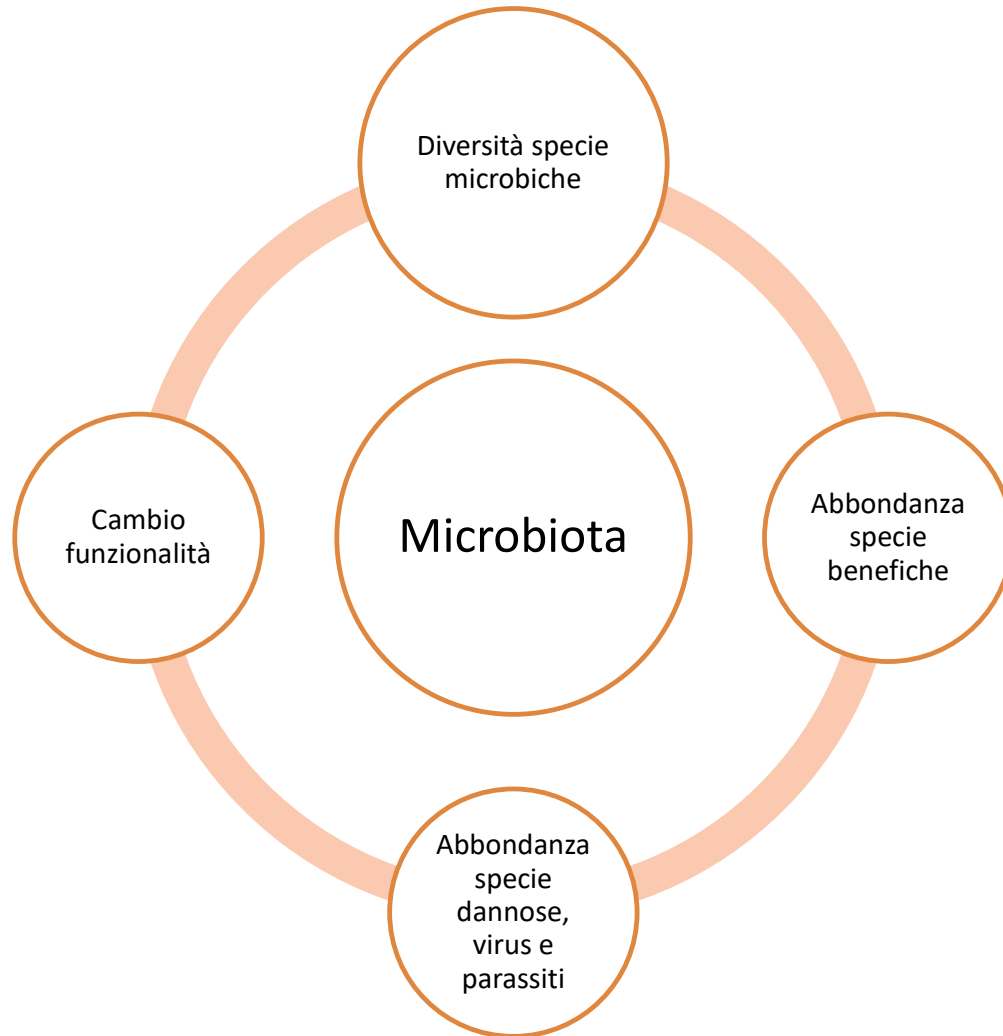 Diversità specie
microbiche
Microbiota
Cambio
funzionalità
Abbondanza
specie
benefiche
Abbondanza
specie
dannose,
virus e
parassiti